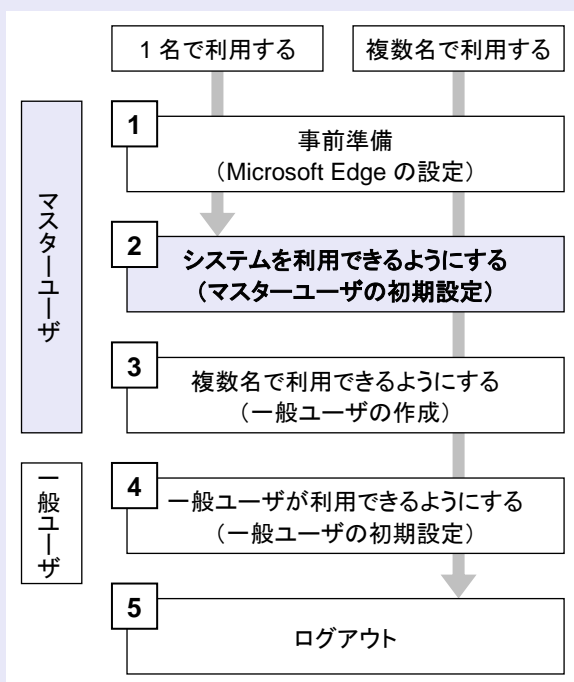 1 名で利用する
複数名で利用する
マスターユーザ
1
事前準備
（Microsoft Edge の設定）
2
システムを利用できるようにする
（マスターユーザの初期設定）
3
複数名で利用できるようにする
（一般ユーザの作成）
一般ユーザ
4
一般ユーザが利用できるようにする
（一般ユーザの初期設定）
5
ログアウト